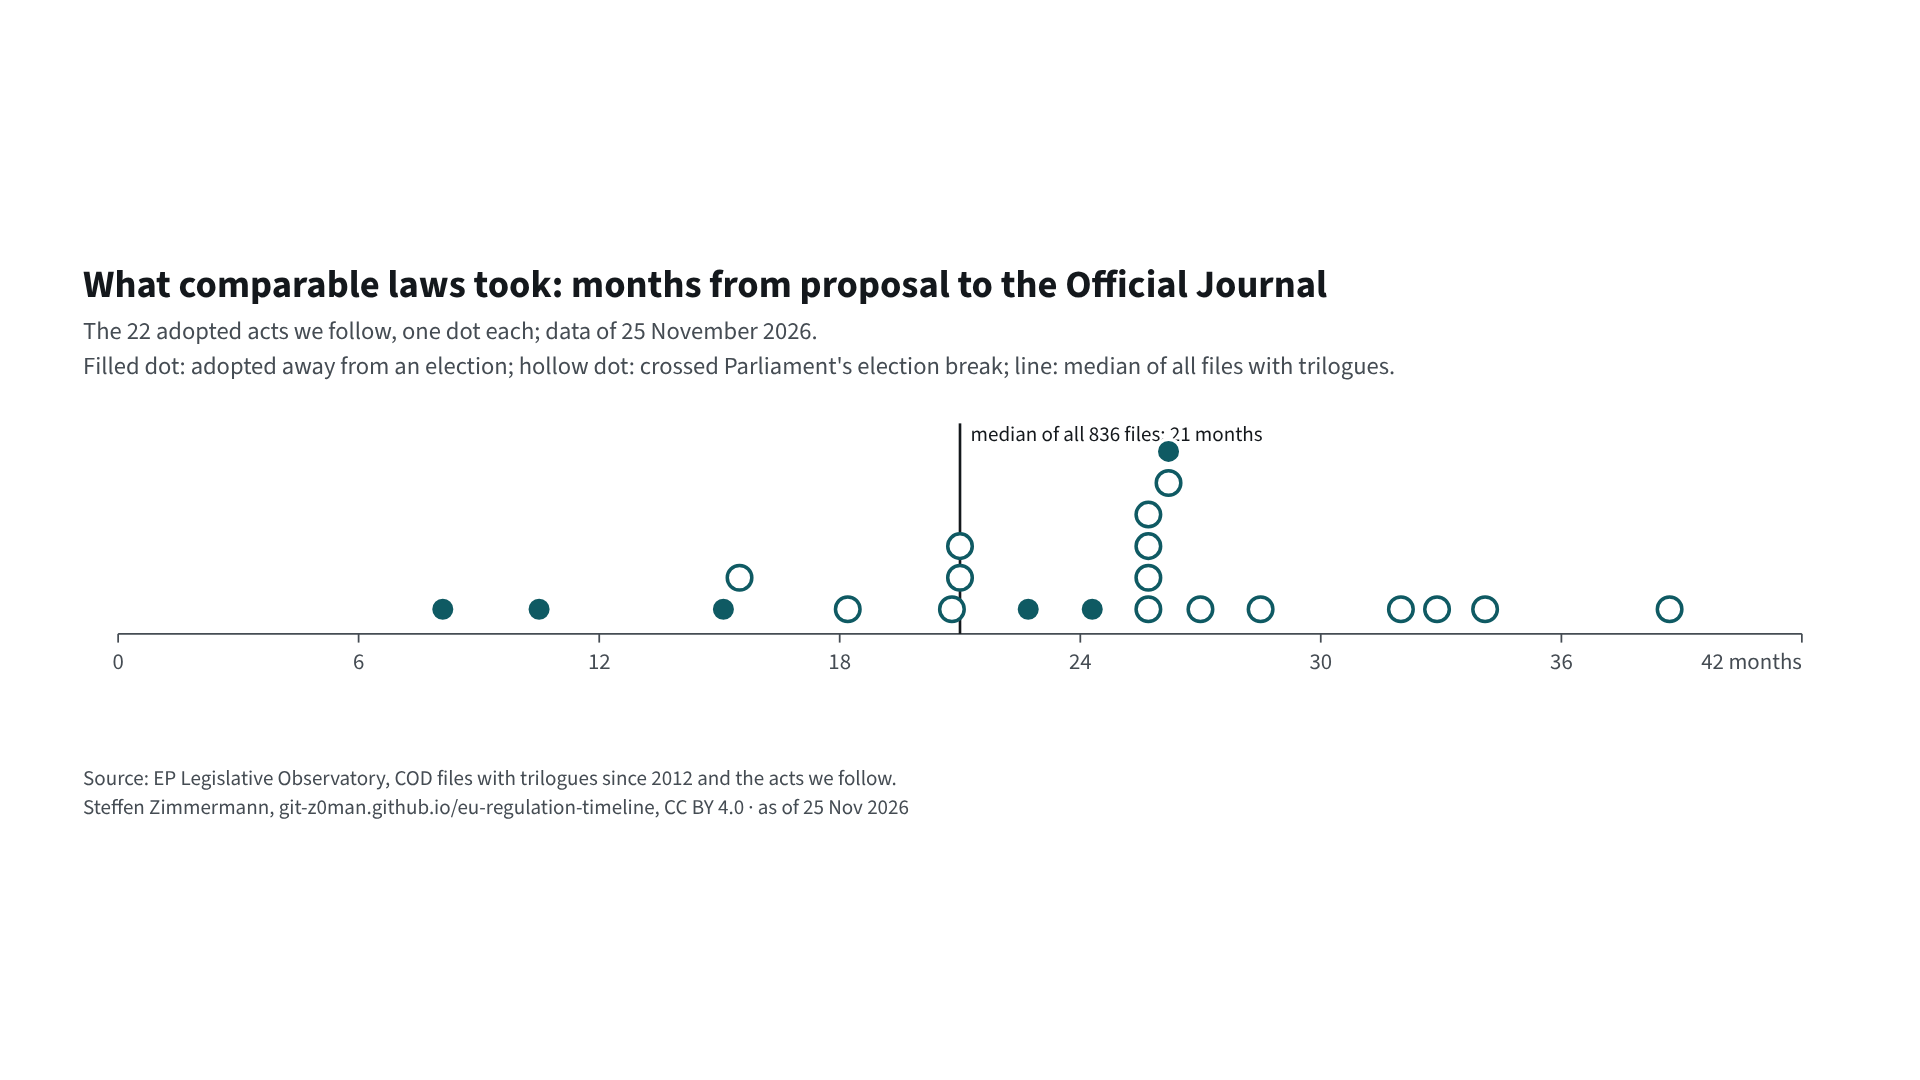 What comparable laws took: months from proposal to the Official Journal
The 22 adopted acts we follow, one dot each; data of 25 November 2026.
Filled dot: adopted away from an election; hollow dot: crossed Parliament's election break; line: median of all files with trilogues.
median of all 836 files: 21 months
0 6 12 18 24 30 36 42 months
Source: EP Legislative Observatory, COD files with trilogues since 2012 and the acts we follow.
Steffen Zimmermann, git-z0man.github.io/eu-regulation-timeline, CC BY 4.0 · as of 25 Nov 2026